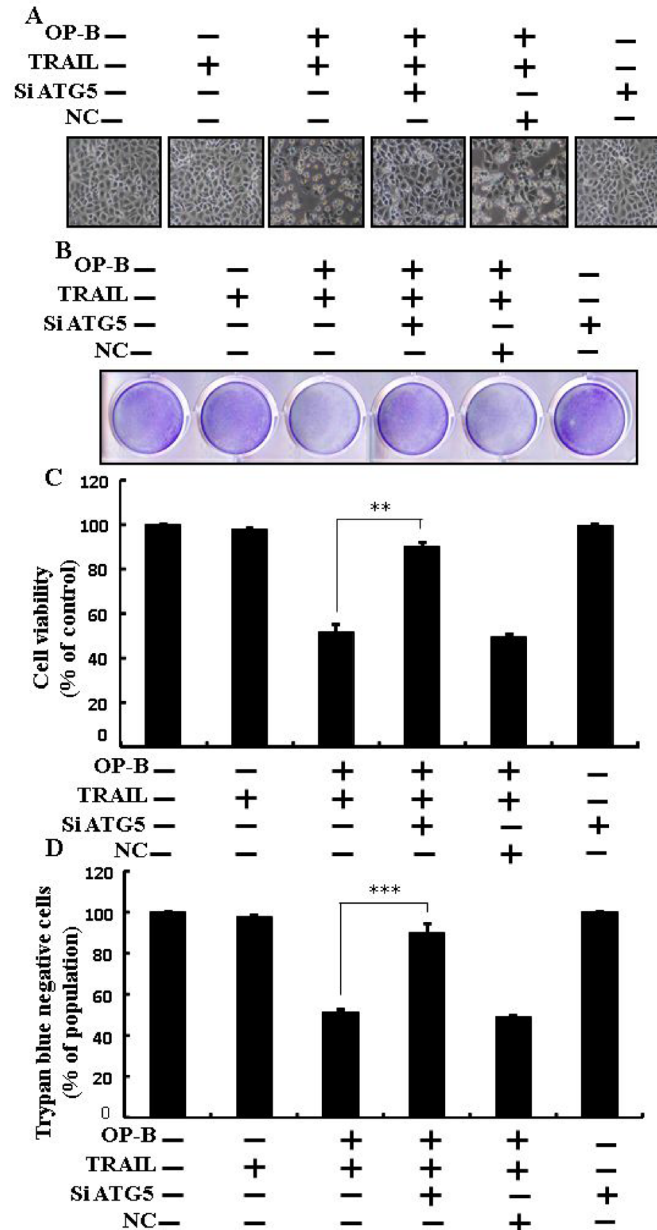 A
OP-B − − + + + −
TRAIL − + + + + −
Si ATG5 − − − + − +
NC − − − − + −
B
OP-B − − + + + −
TRAIL − + + + + −
Si ATG5 − − − + − +
NC − − − − + −
C
Cell viability
(% of control)
120
100
80
60
40
20
0
**
OP-B − − + + + −
TRAIL − + + + + −
Si ATG5 − − − + − +
NC − − − − + −
D
Trypan blue negative cells
(% of population)
120
100
80
60
40
20
0
***
OP-B − − + + + −
TRAIL − + + + + −
Si ATG5 − − − + − +
NC − − − − + −